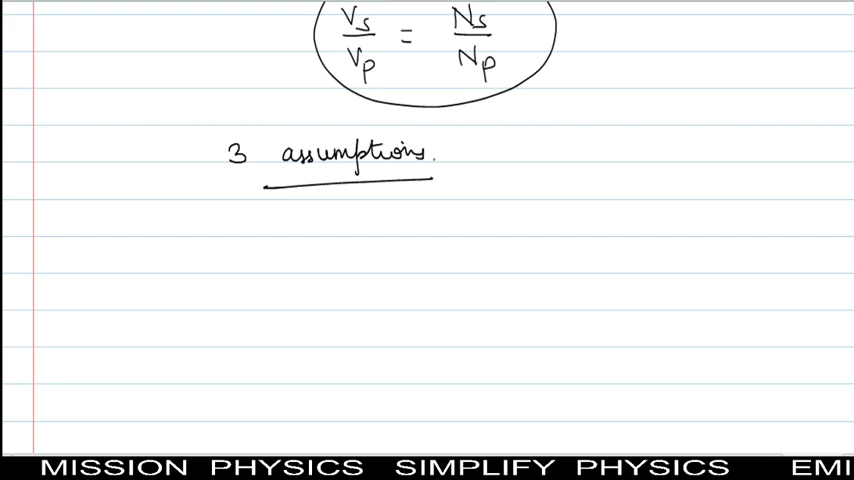 Vs/Vp = Ns/Np
3 assumptions.
MISSION PHYSICS SIMPLIFY PHYSICS EMI